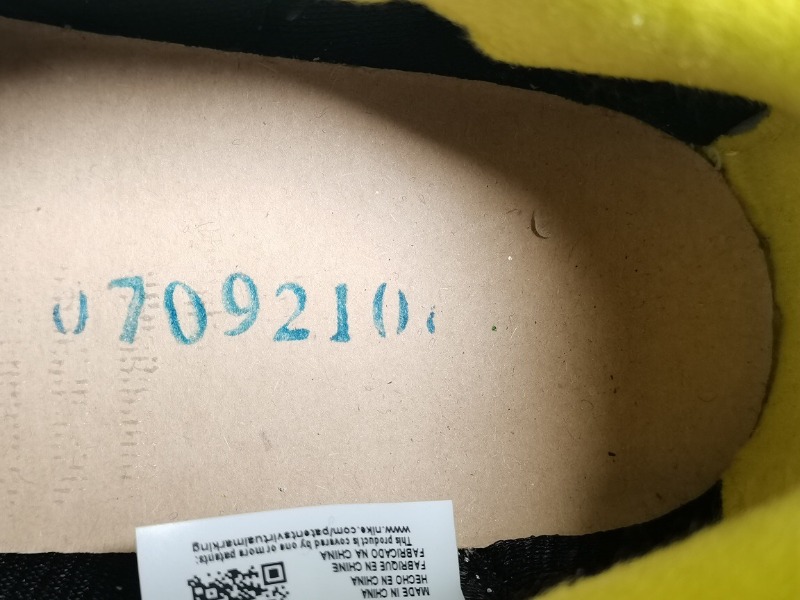 07092107
MADE IN CHINA
HECHO EN CHINA
FABRIQUE EN CHINE
FABRICADO NA CHINA
This product is covered by one or more patents:
www.nike.com/patentsvirtualmarking